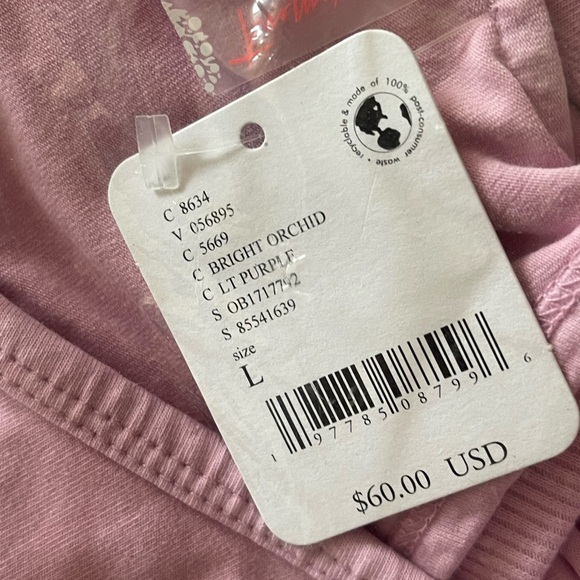 recyclable & made of 100% post-consumer waste •
C 8634
V 056895
C 5669
C BRIGHT ORCHID
C LT PURPLE
S OB1717792
S 85541639
size
L
1 97785 08799 6
$60.00 USD